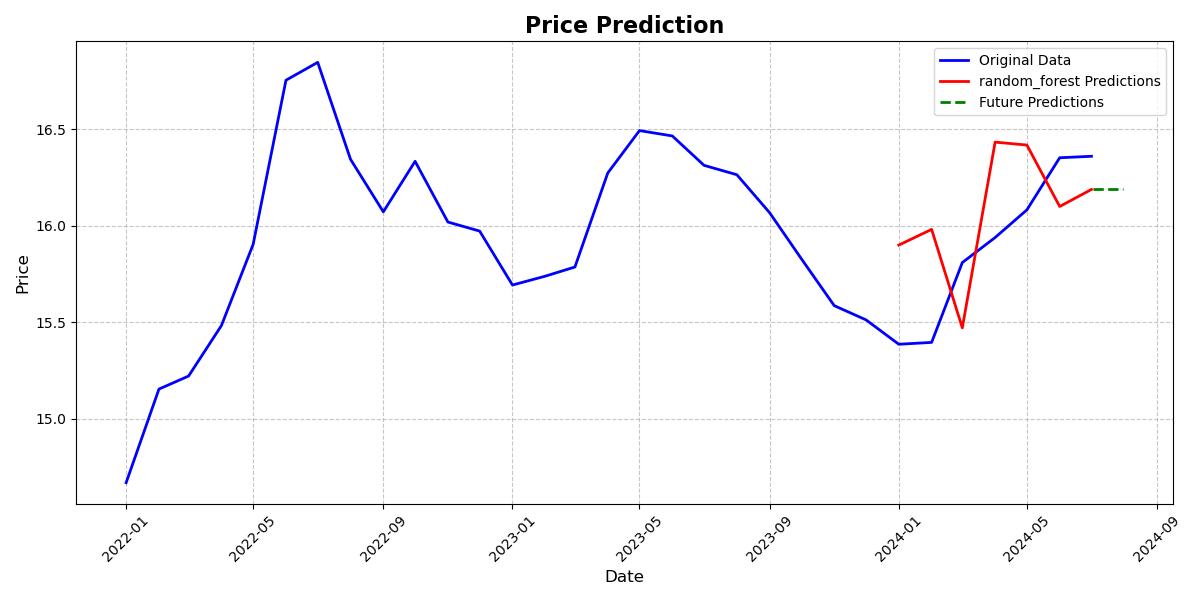 Price Prediction
Original Data
random_forest Predictions
Future Predictions
Price
16.5
16.0
15.5
15.0
2022-01
2022-05
2022-09
2023-01
2023-05
2023-09
2024-01
2024-05
2024-09
Date